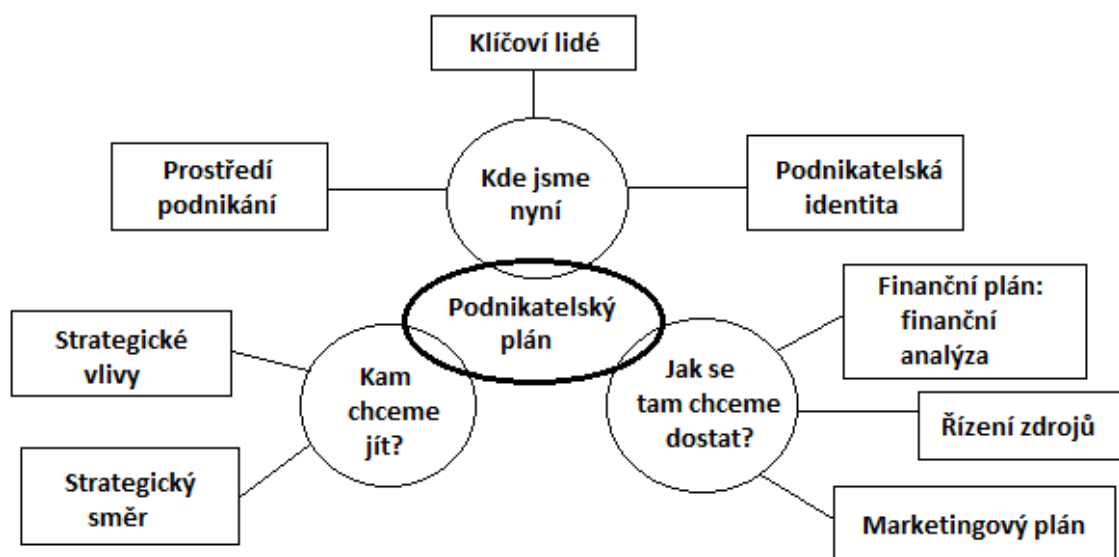 Klíčoví lidé
Prostředí
podnikání
Kde jsme
nyní
Podnikatelská
identita
Podnikatelský
plán
Finanční plán:
finanční
analýza
Strategické
vlivy
Kam
chceme
jít?
Jak se
tam chceme
dostat?
Řízení zdrojů
Strategický
směr
Marketingový plán